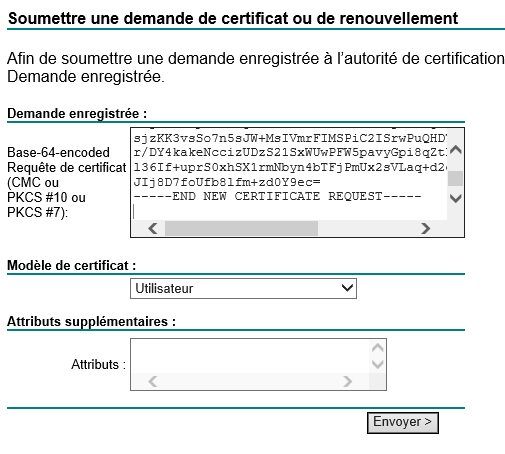 Soumettre une demande de certificat ou de renouvellement
Afin de soumettre une demande enregistrée à l’autorité de certification
Demande enregistrée.
Demande enregistrée :
Base-64-encoded
Requête de certificat
(CMC ou
PKCS #10 ou
PKCS #7):
sjzKK3vsSo7n5sJW+MsIVmrFIMSPiC2ISrwPuQHD
r/DY4kakeNccizUDzS21SxWUwPFW5pavyGpi8qZt
l36If+uprS0xhSX1rmNbyn4bTFjPmUx2sVLaq+d2
JIj8D7foUfb8lfm+zd0Y9ec=
-----END NEW CERTIFICATE REQUEST-----
Modèle de certificat :
Utilisateur
Attributs supplémentaires :
Attributs :
Envoyer >